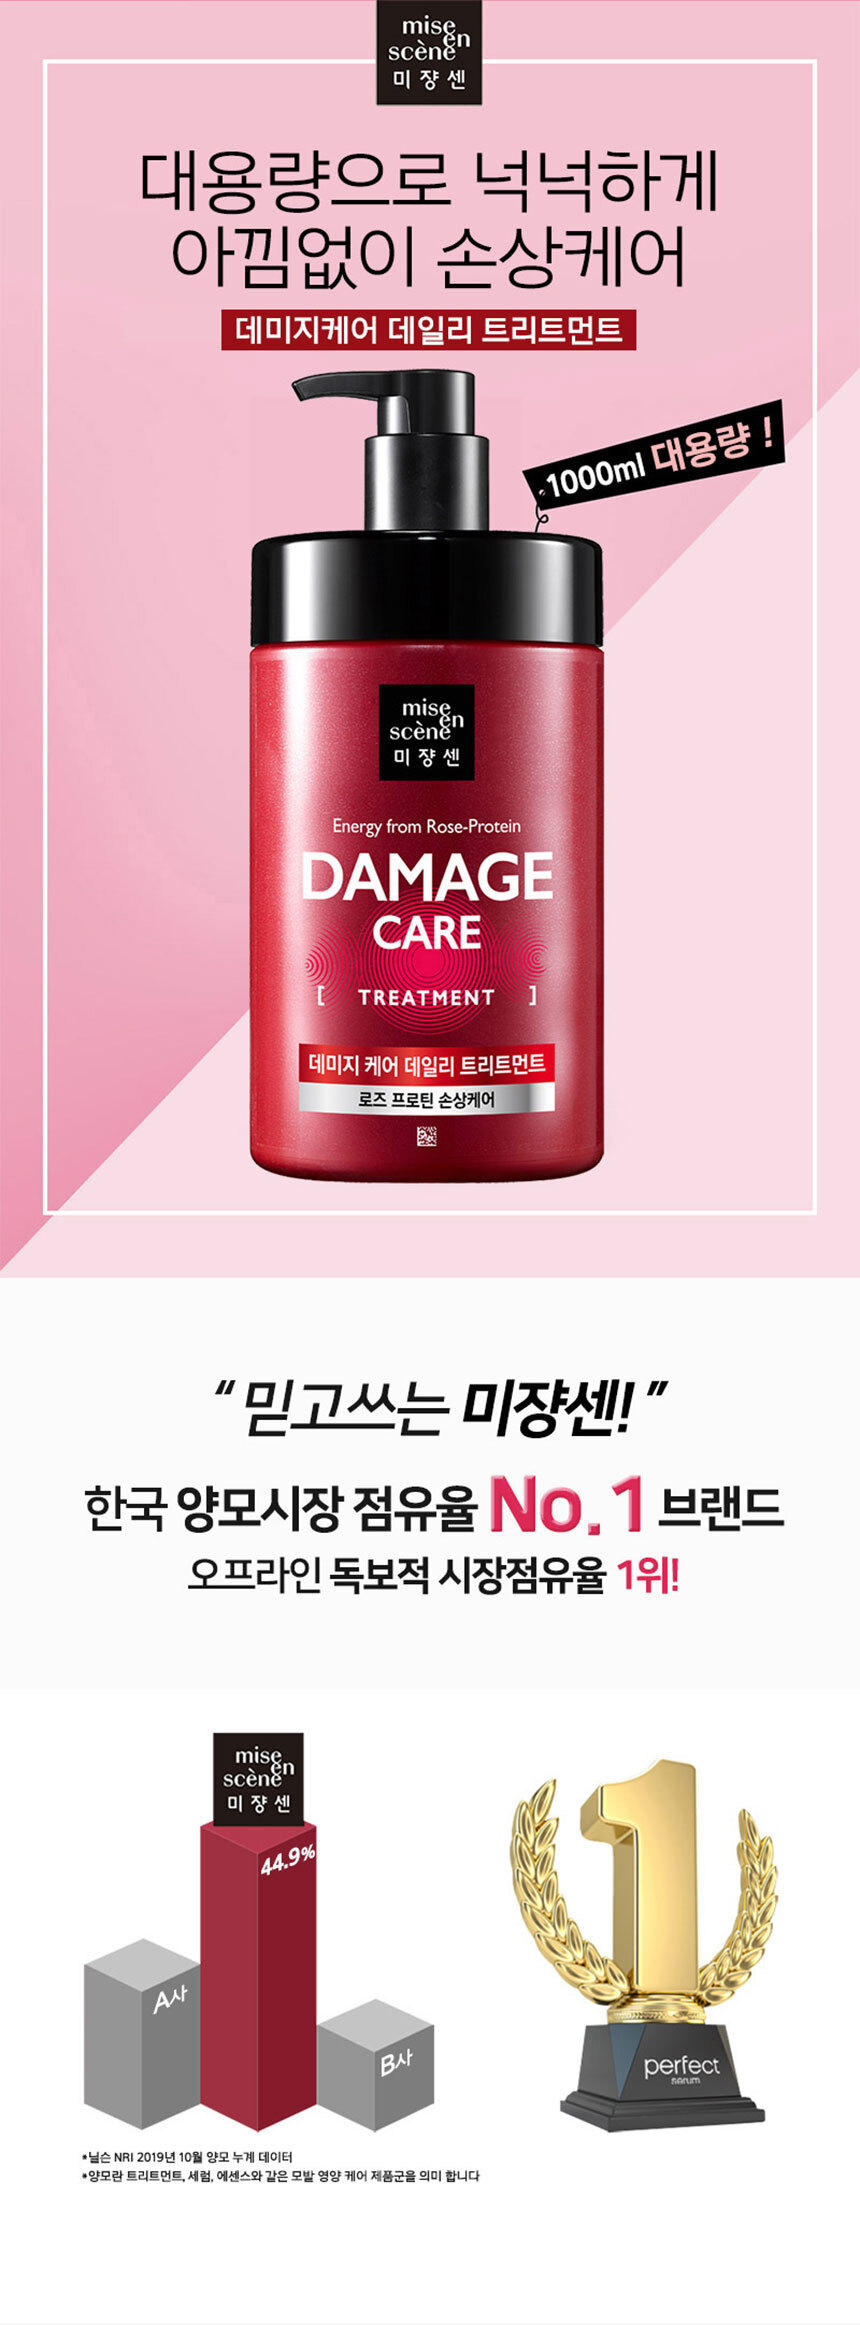 mise
en
scène
미쟝센
대용량으로 넉넉하게
아낌없이 손상케어
데미지케어 데일리 트리트먼트
1000ml 대용량 !
mise
en
scène
미쟝센
Energy from Rose-Protein
DAMAGE
CARE
[ TREATMENT ]
데미지 케어 데일리 트리트먼트
로즈 프로틴 손상케어
“ 믿고쓰는 미쟝센! ”
한국 양모시장 점유율 No.1 브랜드
오프라인 독보적 시장점유율 1위!
mise
en
scène
미쟝센
44.9%
A사
B사
1
perfect
serum
*닐슨 NRI 2019년 10월 양모 누계 데이터
*양모란 트리트먼트, 세럼, 에센스와 같은 모발 영양 케어 제품군을 의미 합니다